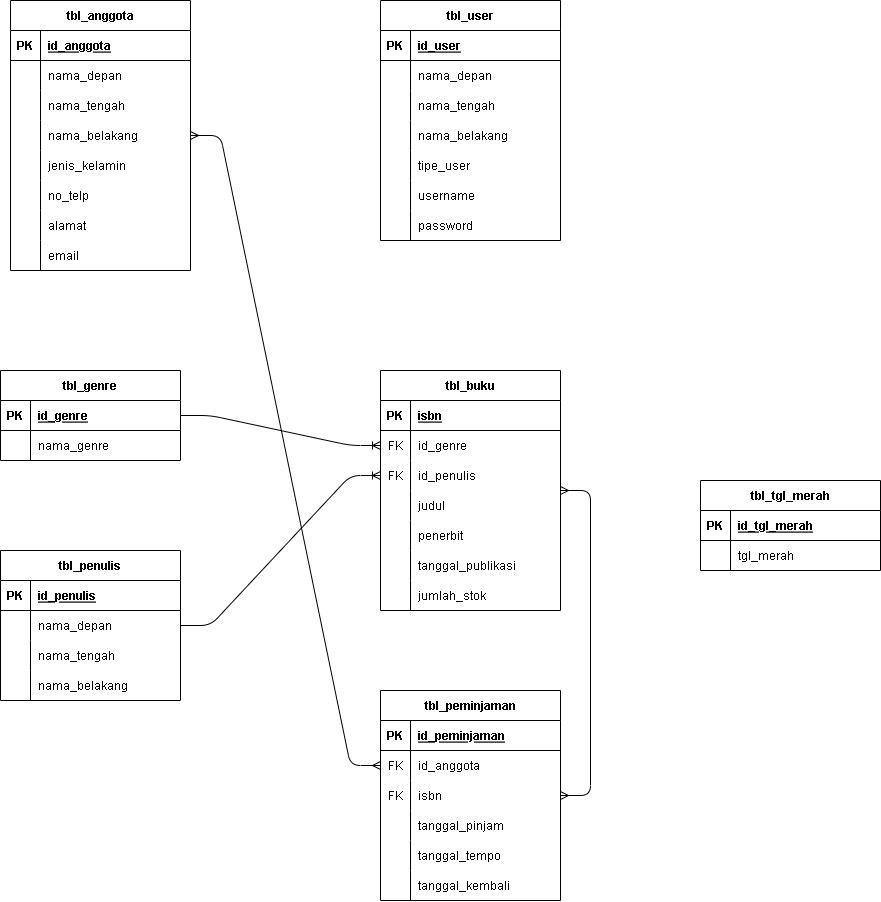 tbl_anggota
PK id_anggota
nama_depan
nama_tengah
nama_belakang
jenis_kelamin
no_telp
alamat
email
tbl_user
PK id_user
nama_depan
nama_tengah
nama_belakang
tipe_user
username
password
tbl_genre
PK id_genre
nama_genre
tbl_buku
PK isbn
FK id_genre
FK id_penulis
judul
penerbit
tanggal_publikasi
jumlah_stok
tbl_tgl_merah
PK id_tgl_merah
tgl_merah
tbl_penulis
PK id_penulis
nama_depan
nama_tengah
nama_belakang
tbl_peminjaman
PK id_peminjaman
FK id_anggota
FK isbn
tanggal_pinjam
tanggal_tempo
tanggal_kembali